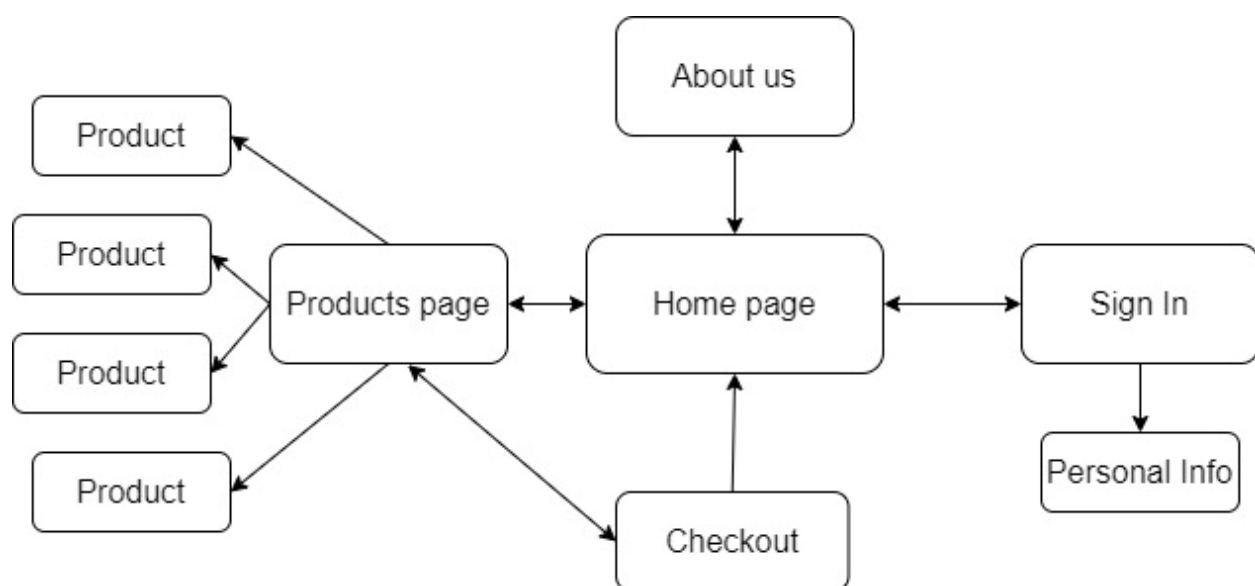 About us
Product
Product
Products page
Home page
Sign In
Product
Personal Info
Product
Checkout